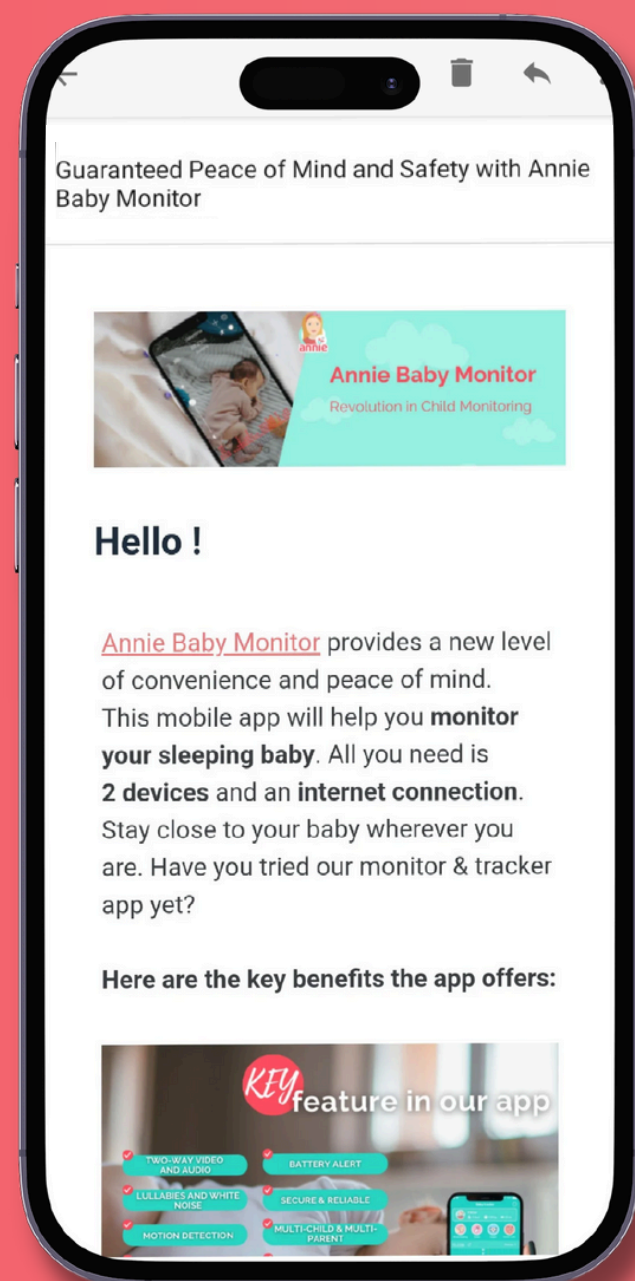 Guaranteed Peace of Mind and Safety with Annie
Baby Monitor
annie
Annie Baby Monitor
Revolution in Child Monitoring
Hello !
Annie Baby Monitor provides a new level
of convenience and peace of mind.
This mobile app will help you monitor
your sleeping baby. All you need is
2 devices and an internet connection.
Stay close to your baby wherever you
are. Have you tried our monitor & tracker
app yet?
Here are the key benefits the app offers:
KEY
feature in our app
TWO-WAY VIDEO
AND AUDIO
BATTERY ALERT
LULLABIES AND WHITE
NOISE
SECURE & RELIABLE
MOTION DETECTION
MULTI-CHILD & MULTI-
PARENT